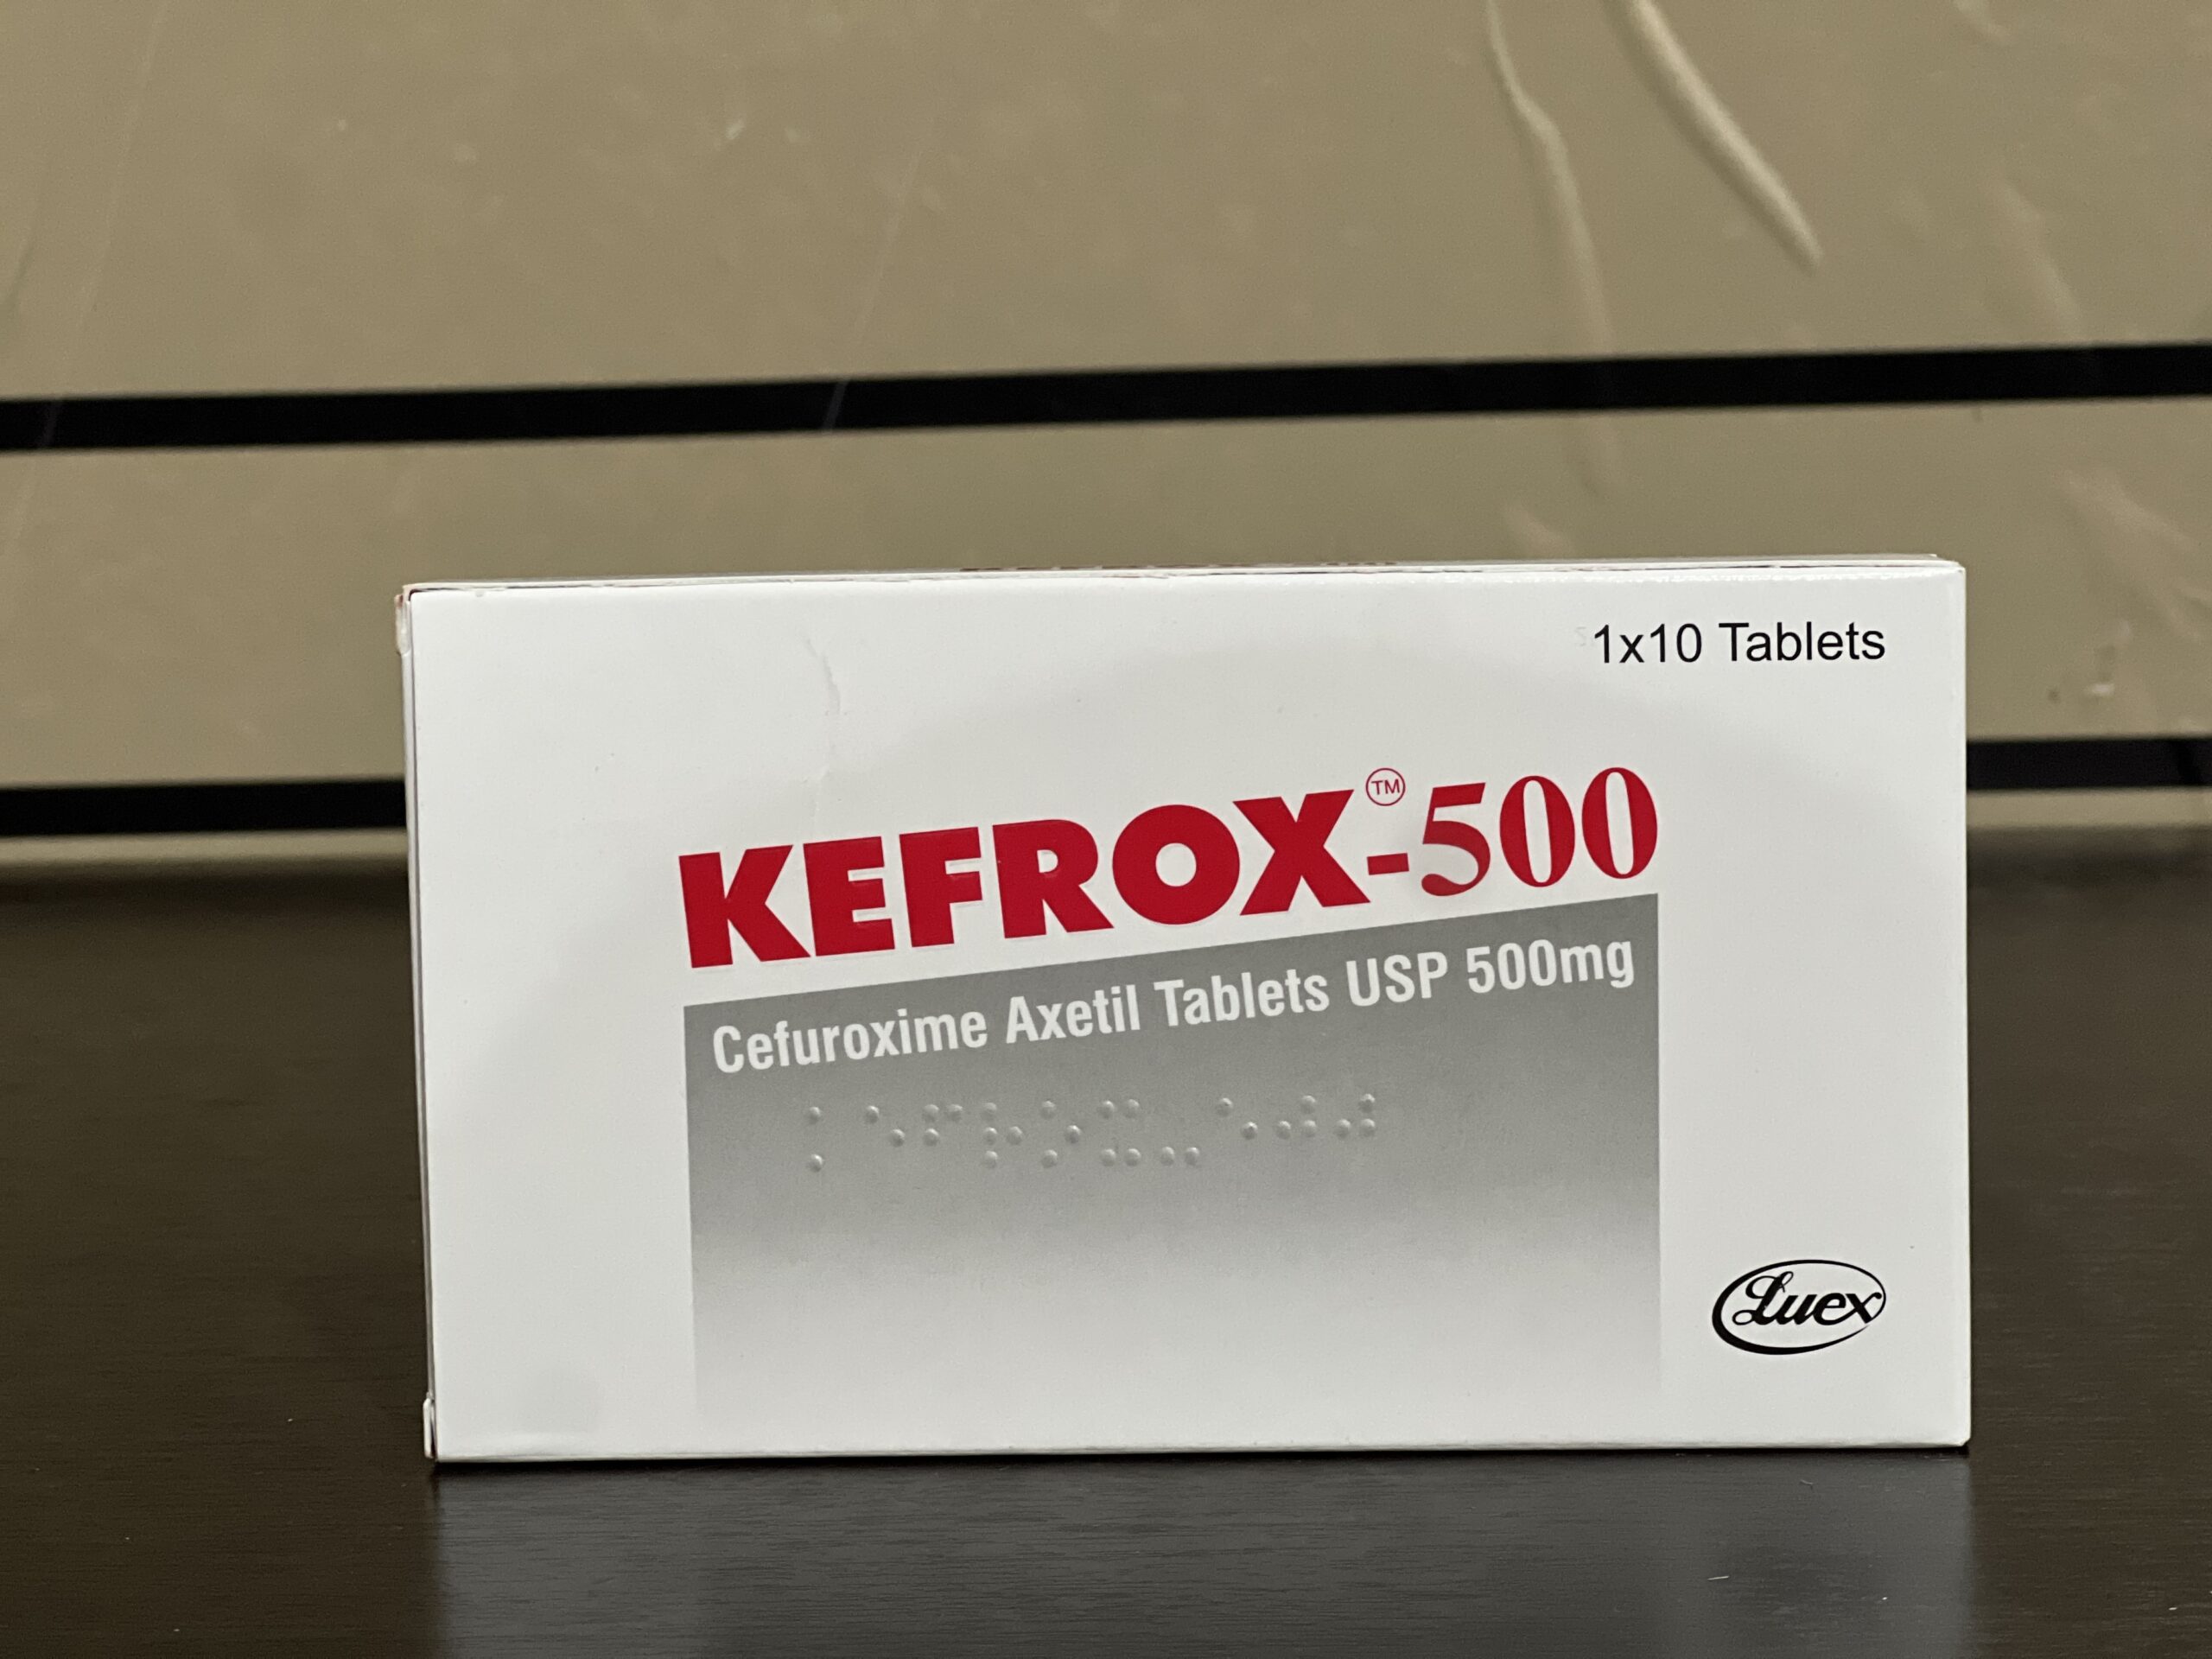 1x10 Tablets
KEFROX™-500
Cefuroxime Axetil Tablets USP 500mg
⠅⠑⠋⠗⠕⠭⠤⠑⠚⠚
Luex